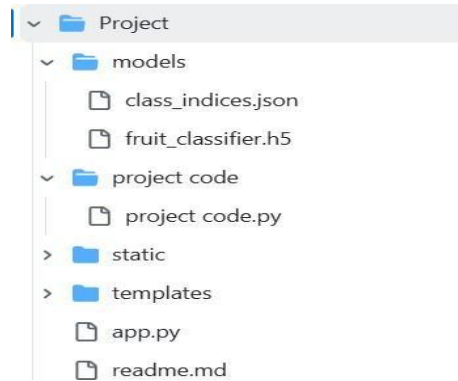 Project
models
class_indices.json
fruit_classifier.h5
project code
project code.py
static
templates
app.py
readme.md